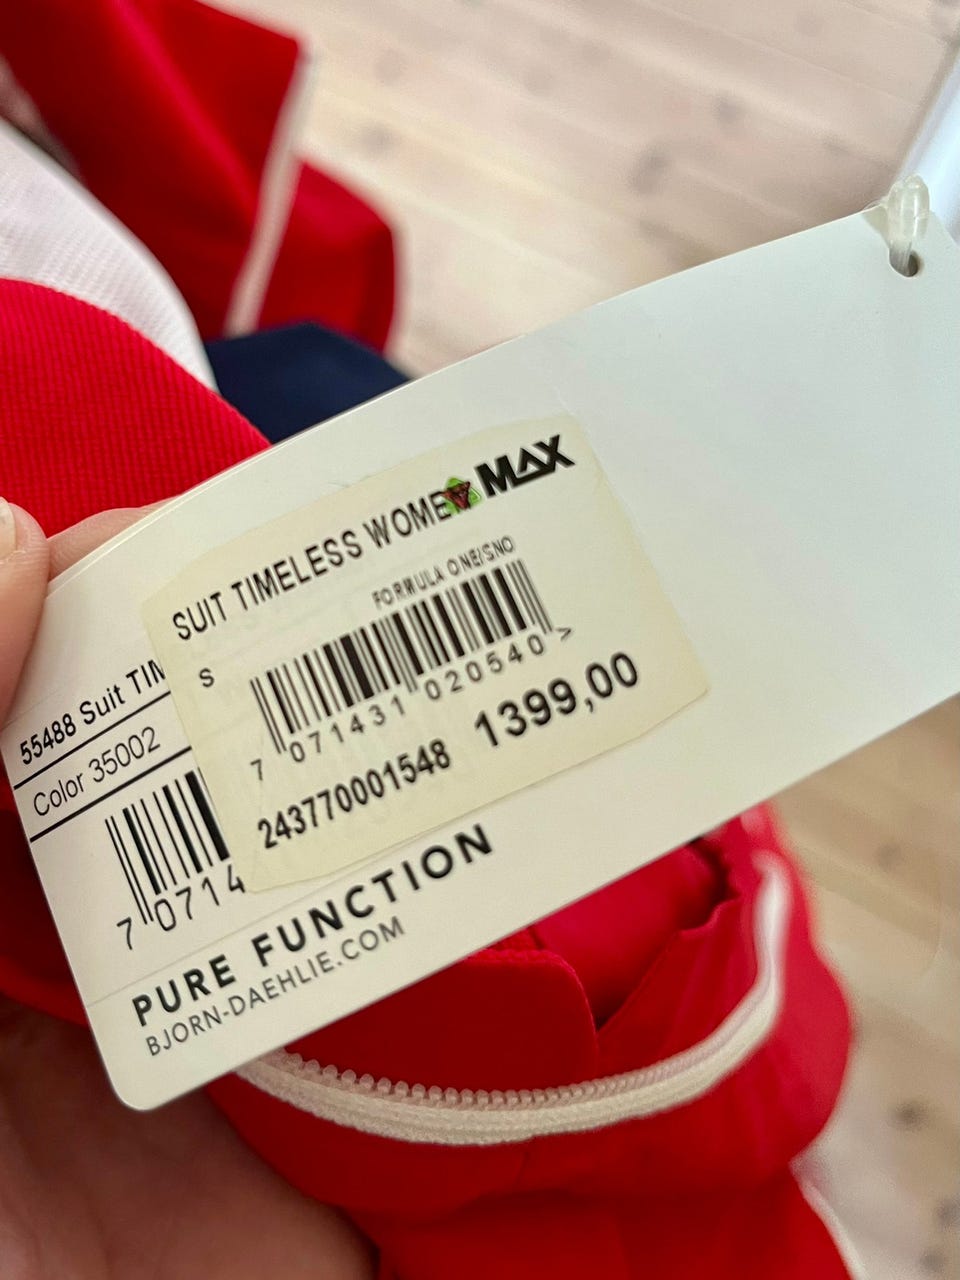 MAX
SUIT TIMELESS WOME
FORMULA ONE/SNO
S
7 071431 020540 >
243770001548 1399,00
55488 Suit TIM
Color 35002
7 0714
PURE FUNCTION
BJORN-DAEHLIE.COM